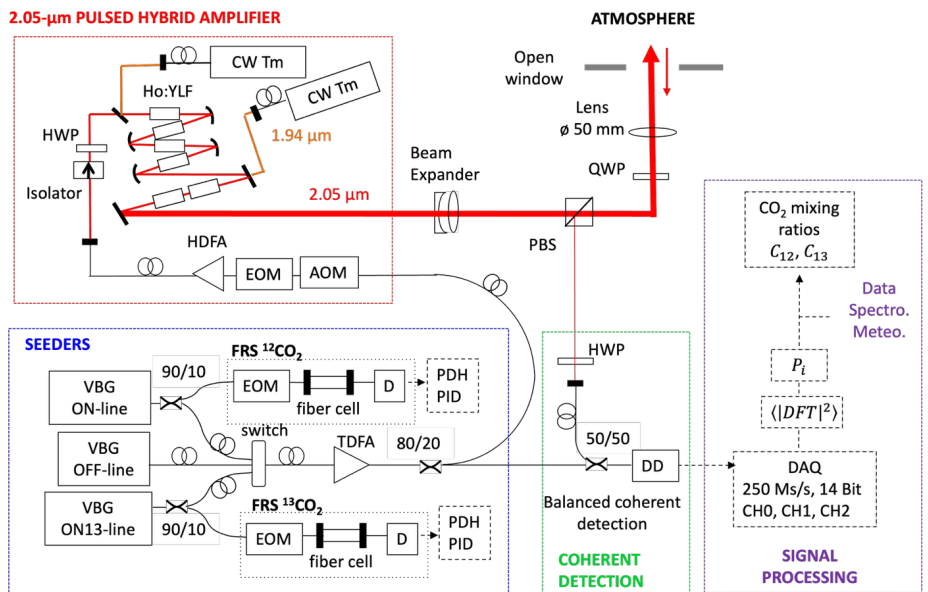 2.05-µm PULSED HYBRID AMPLIFIER
CW Tm
CW Tm
Ho:YLF
1.94 µm
HWP
Isolator
2.05 µm
HDFA
EOM
AOM
ATMOSPHERE
Open
window
Lens
ø 50 mm
QWP
Beam
Expander
PBS
SEEDERS
VBG
ON-line
90/10
FRS ¹²CO₂
EOM
D
fiber cell
PDH
PID
VBG
OFF-line
switch
TDFA
80/20
VBG
ON13-line
90/10
FRS ¹³CO₂
EOM
D
fiber cell
PDH
PID
HWP
50/50
DD
Balanced coherent
detection
COHERENT
DETECTION
CO₂ mixing
ratios
C₁₂, C₁₃
Data
Spectro.
Meteo.
Pᵢ
⟨|DFT|²⟩
DAQ
250 Ms/s, 14 Bit
CH0, CH1, CH2
SIGNAL
PROCESSING